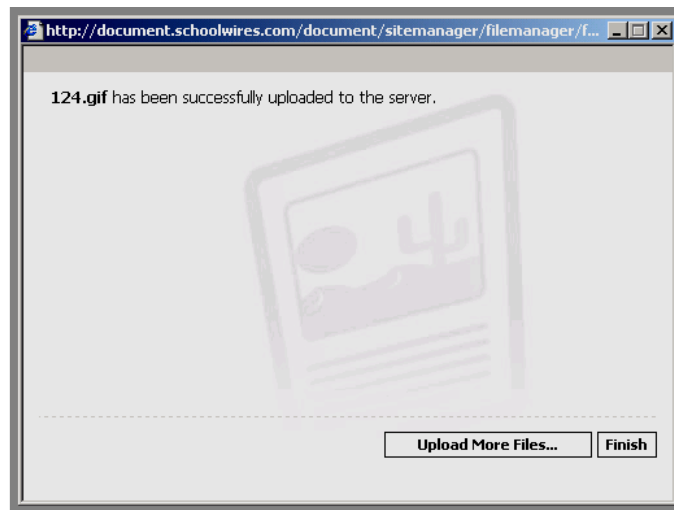 http://document.schoolwires.com/document/sitemanager/filemanager/f...
124.gif has been successfully uploaded to the server.
Upload More Files... Finish